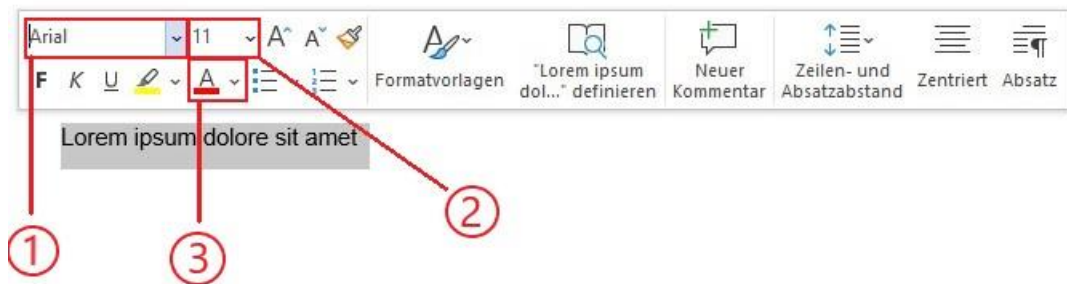 Arial 11 A A
F K U A
Formatvorlagen
"Lorem ipsum
dol..." definieren
Neuer
Kommentar
Zeilen- und
Absatzabstand
Zentriert
Absatz
Lorem ipsum dolore sit amet
1
2
3